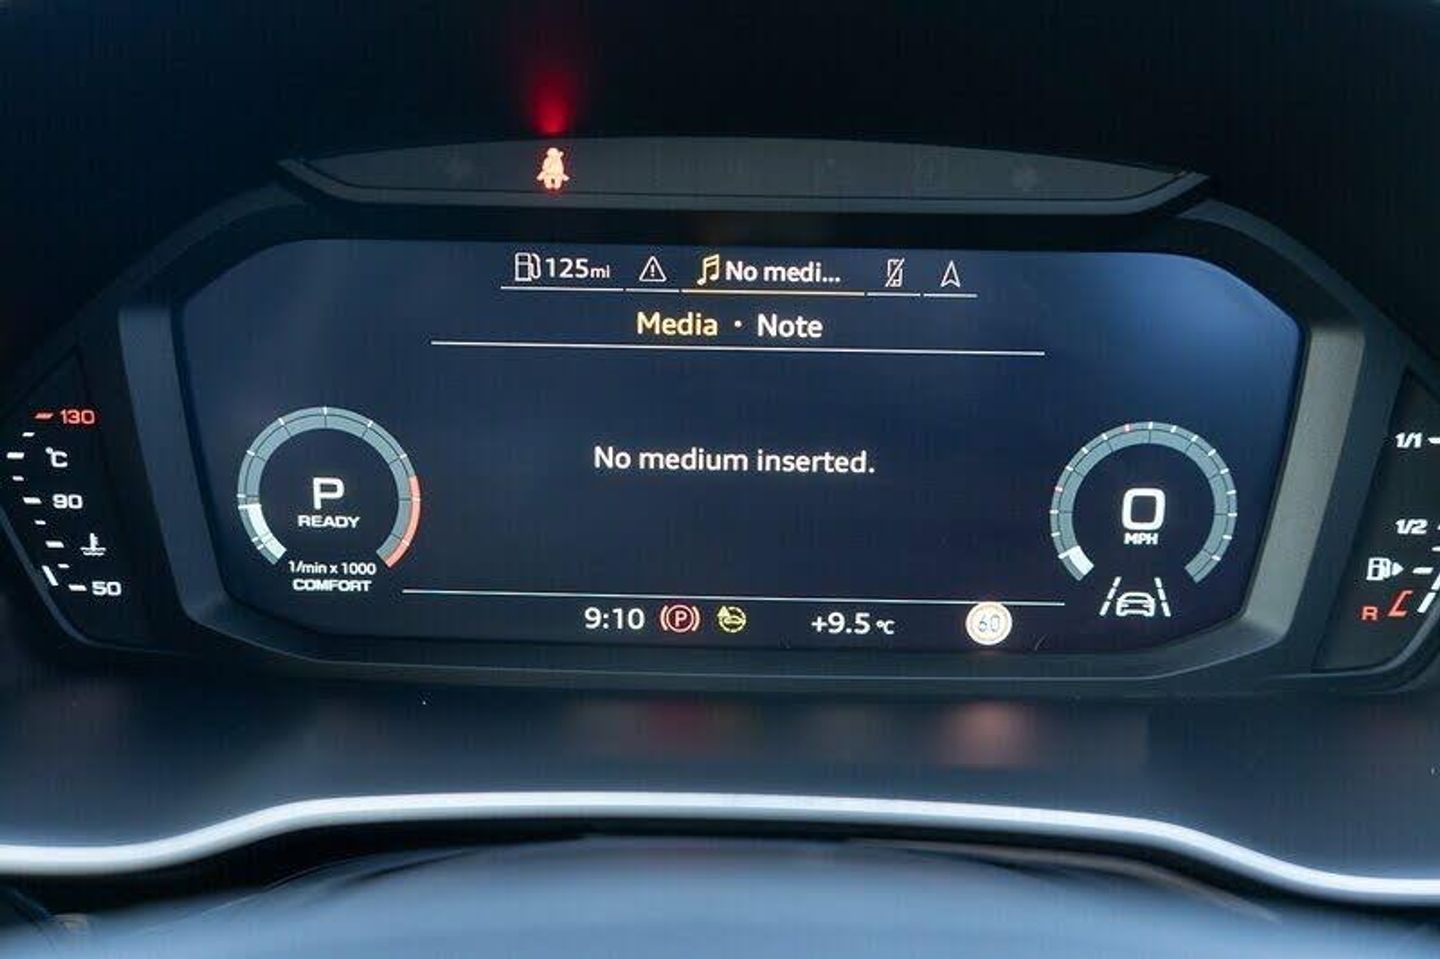 125mi No medi...
Media · Note
130
°C
90
50
No medium inserted.
P
READY
1/min x 1000
COMFORT
0
MPH
1/1
1/2
R
9:10 (P) +9.5 °C 60